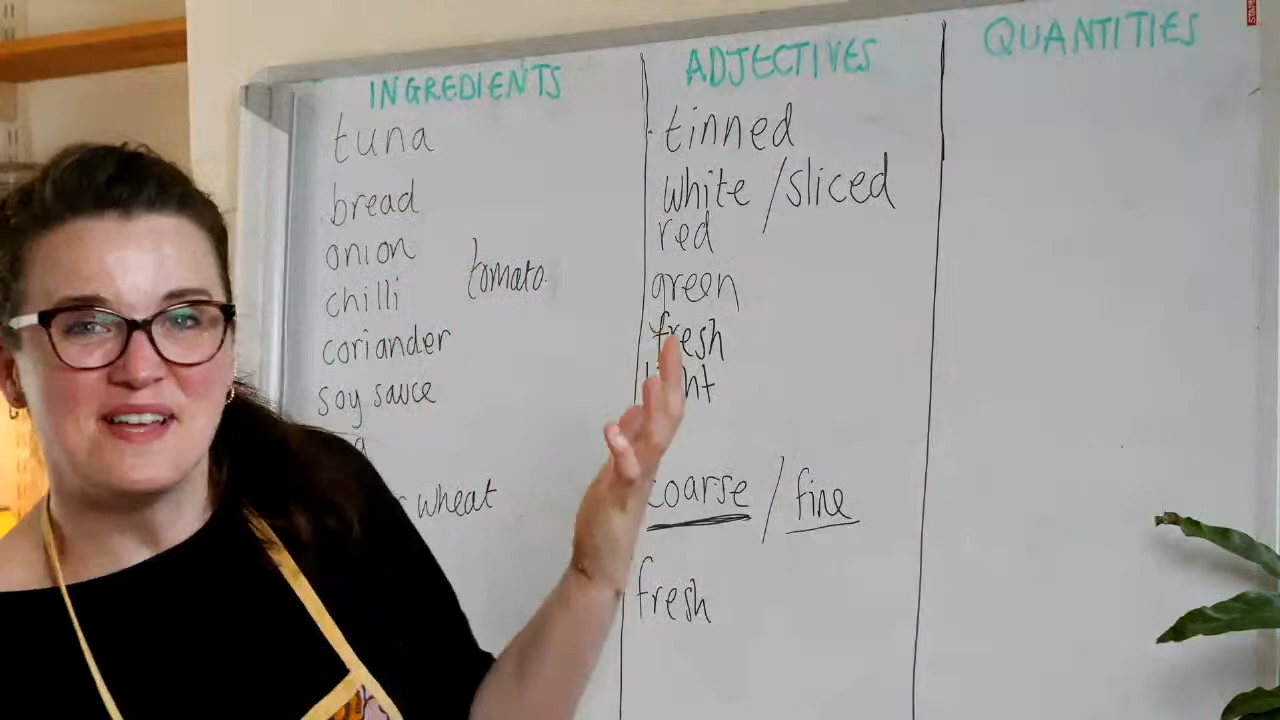 INGREDIENTS ADJECTIVES QUANTITIES
tuna tinned
bread white / sliced
onion red
tomato.
chilli green
coriander fresh
soy sauce
wheat coarse / fine
fresh